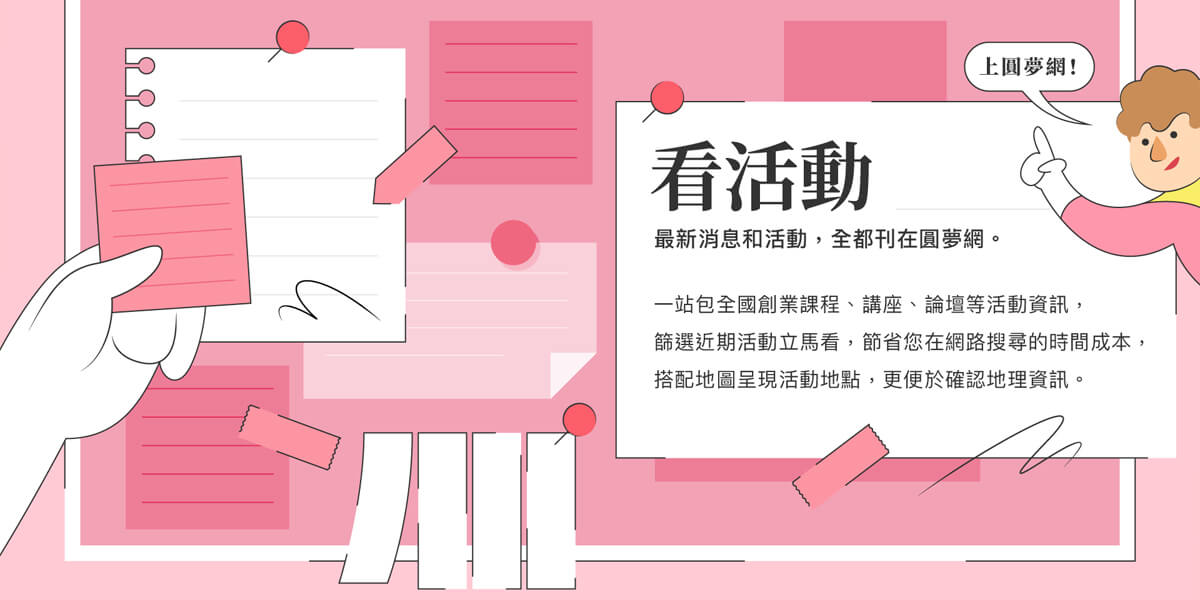 上圓夢網!
看活動
最新消息和活動，全都刊在圓夢網。
一站包全國創業課程、講座、論壇等活動資訊，
篩選近期活動立馬看，節省您在網路搜尋的時間成本，
搭配地圖呈現活動地點，更便於確認地理資訊。